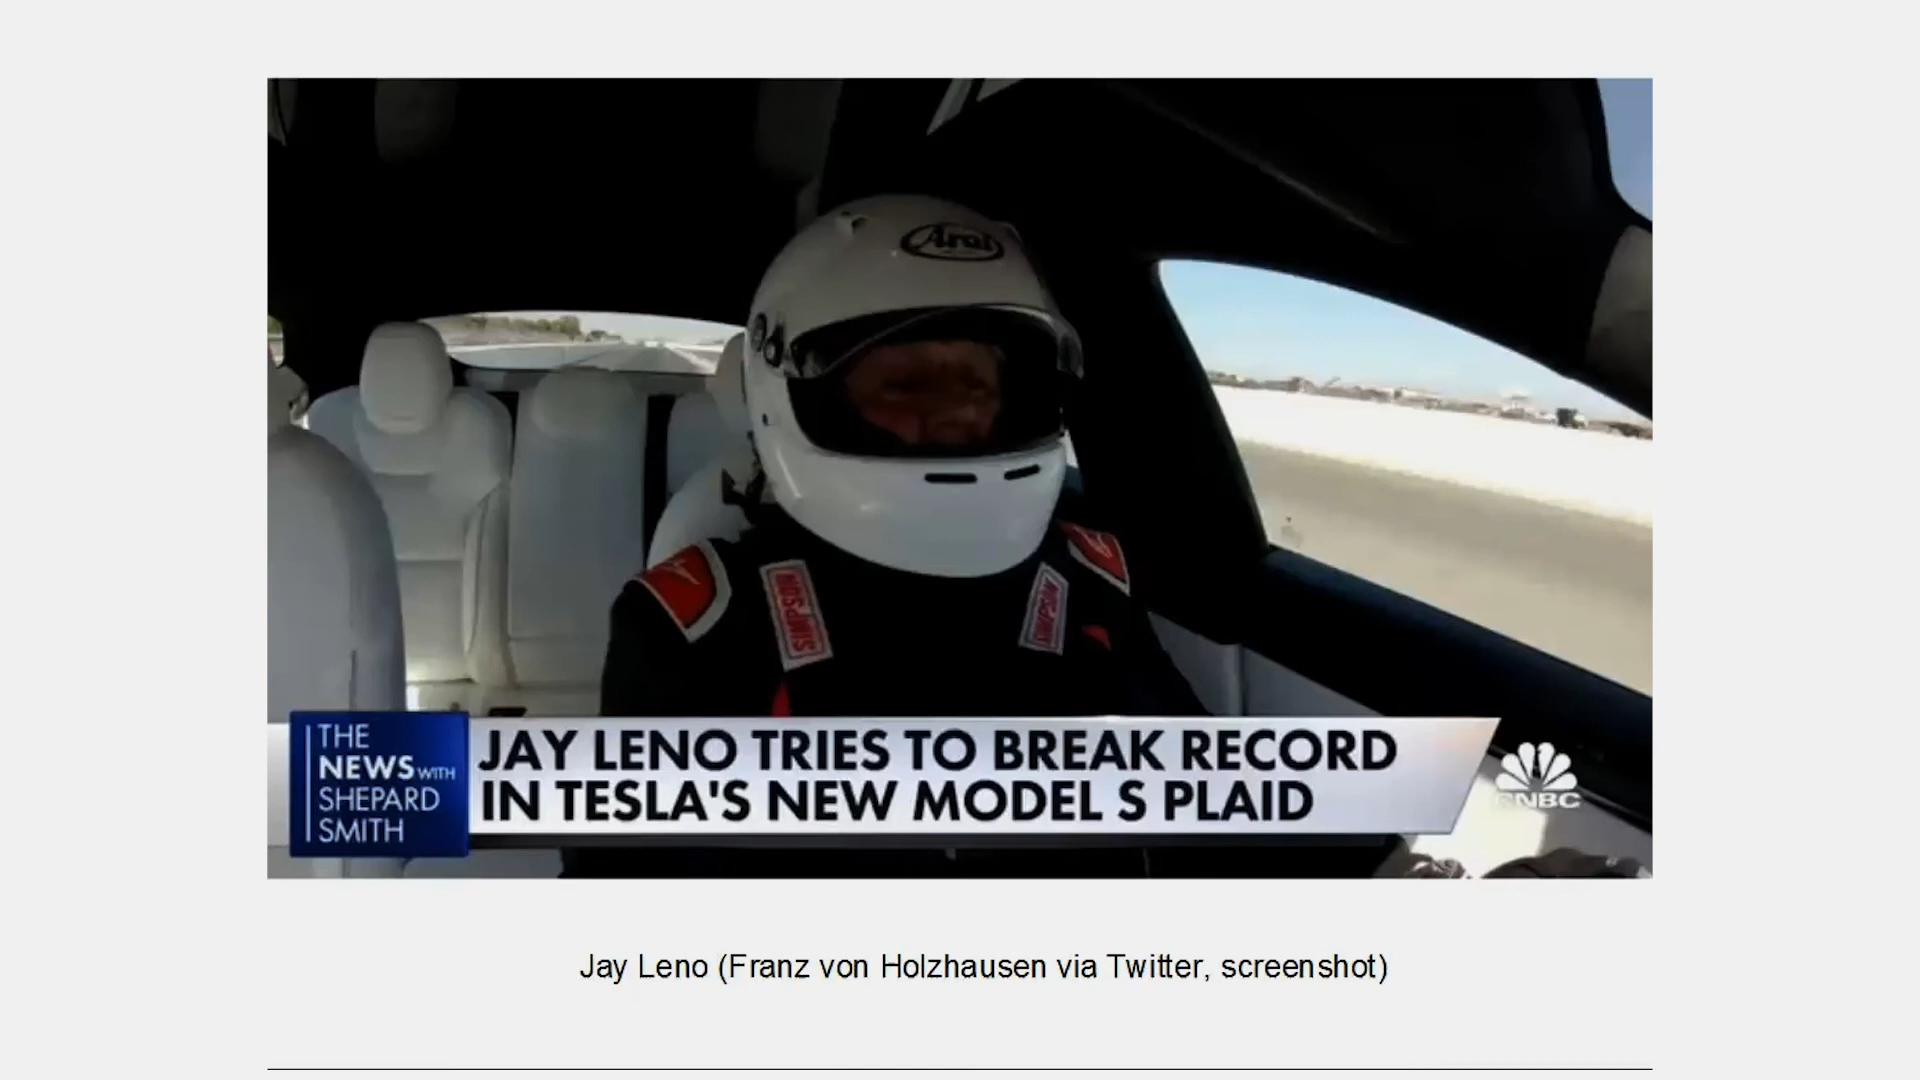 Arai
SIMPSON
SIMPSON
THE
NEWS WITH
SHEPARD
SMITH
JAY LENO TRIES TO BREAK RECORD
IN TESLA'S NEW MODEL S PLAID
CNBC
Jay Leno (Franz von Holzhausen via Twitter, screenshot)